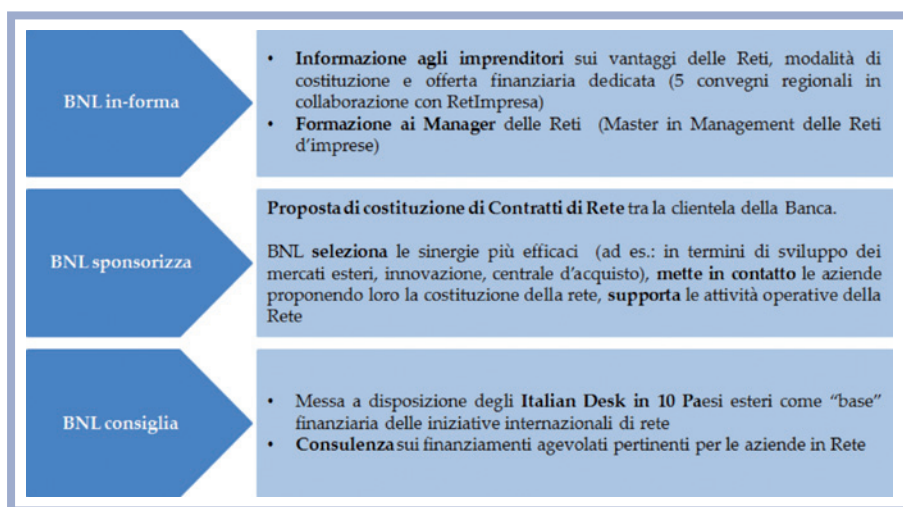 BNL in-forma
• Informazione agli imprenditori sui vantaggi delle Reti, modalità di
costituzione e offerta finanziaria dedicata (5 convegni regionali in
collaborazione con RetImpresa)
• Formazione ai Manager delle Reti (Master in Management delle Reti
d'imprese)
BNL sponsorizza
Proposta di costituzione di Contratti di Rete tra la clientela della Banca.
BNL seleziona le sinergie più efficaci (ad es.: in termini di sviluppo dei
mercati esteri, innovazione, centrale d'acquisto), mette in contatto le aziende
proponendo loro la costituzione della rete, supporta le attività operative della
Rete
BNL consiglia
• Messa a disposizione degli Italian Desk in 10 Paesi esteri come "base"
finanziaria delle iniziative internazionali di rete
• Consulenza sui finanziamenti agevolati pertinenti per le aziende in Rete